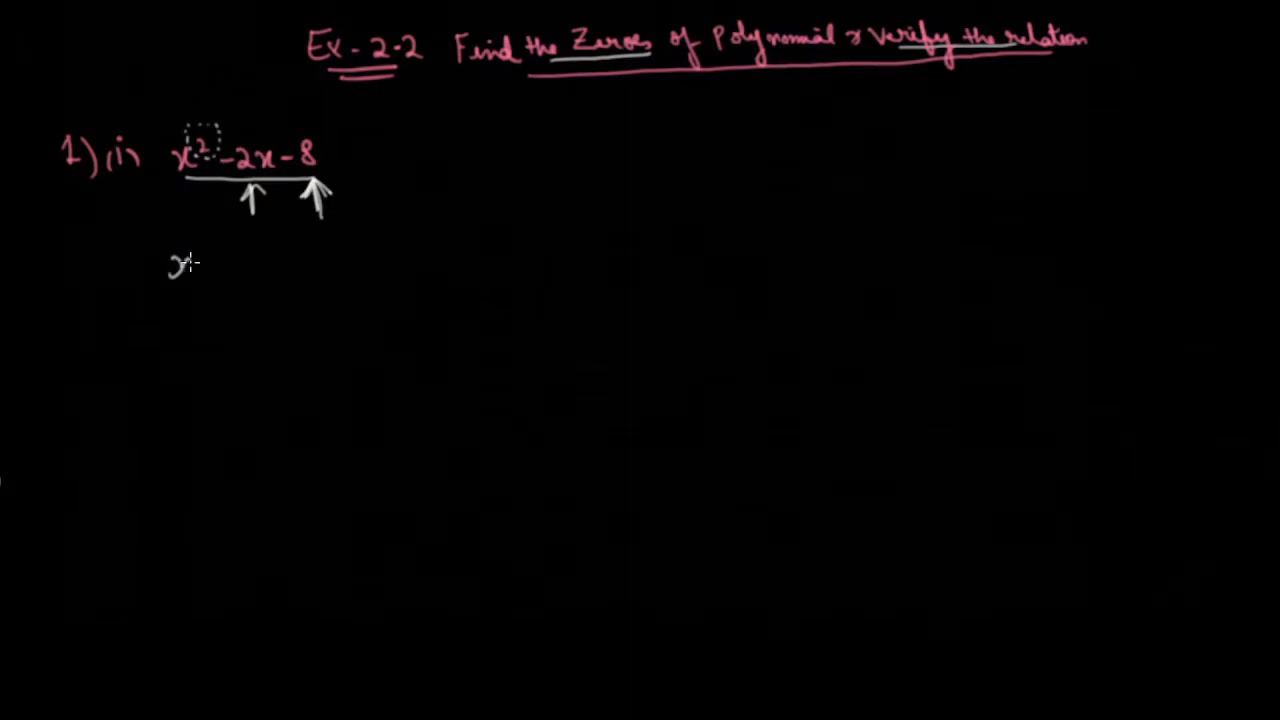 Ex - 2.2 Find the Zeroes of Polynomial & Verify the relation
1) (i) x² - 2x - 8
x